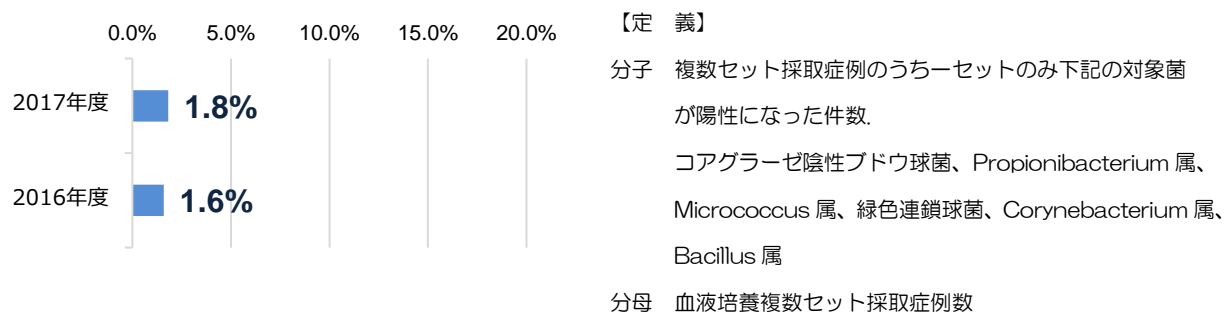 0.0% 5.0% 10.0% 15.0% 20.0%
2017年度 1.8%
2016年度 1.6%
【定 義】
分子 複数セット採取症例のうち一セットのみ下記の対象菌
が陽性になった件数.
コアグラーゼ陰性ブドウ球菌、Propionibacterium 属、
Micrococcus 属、緑色連鎖球菌、Corynebacterium 属、
Bacillus 属
分母 血液培養複数セット採取症例数